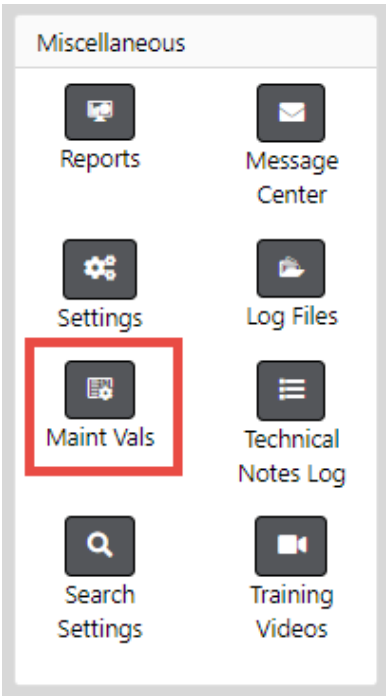 Miscellaneous
Reports
Message
Center
Settings
Log Files
Maint Vals
Technical
Notes Log
Search
Settings
Training
Videos